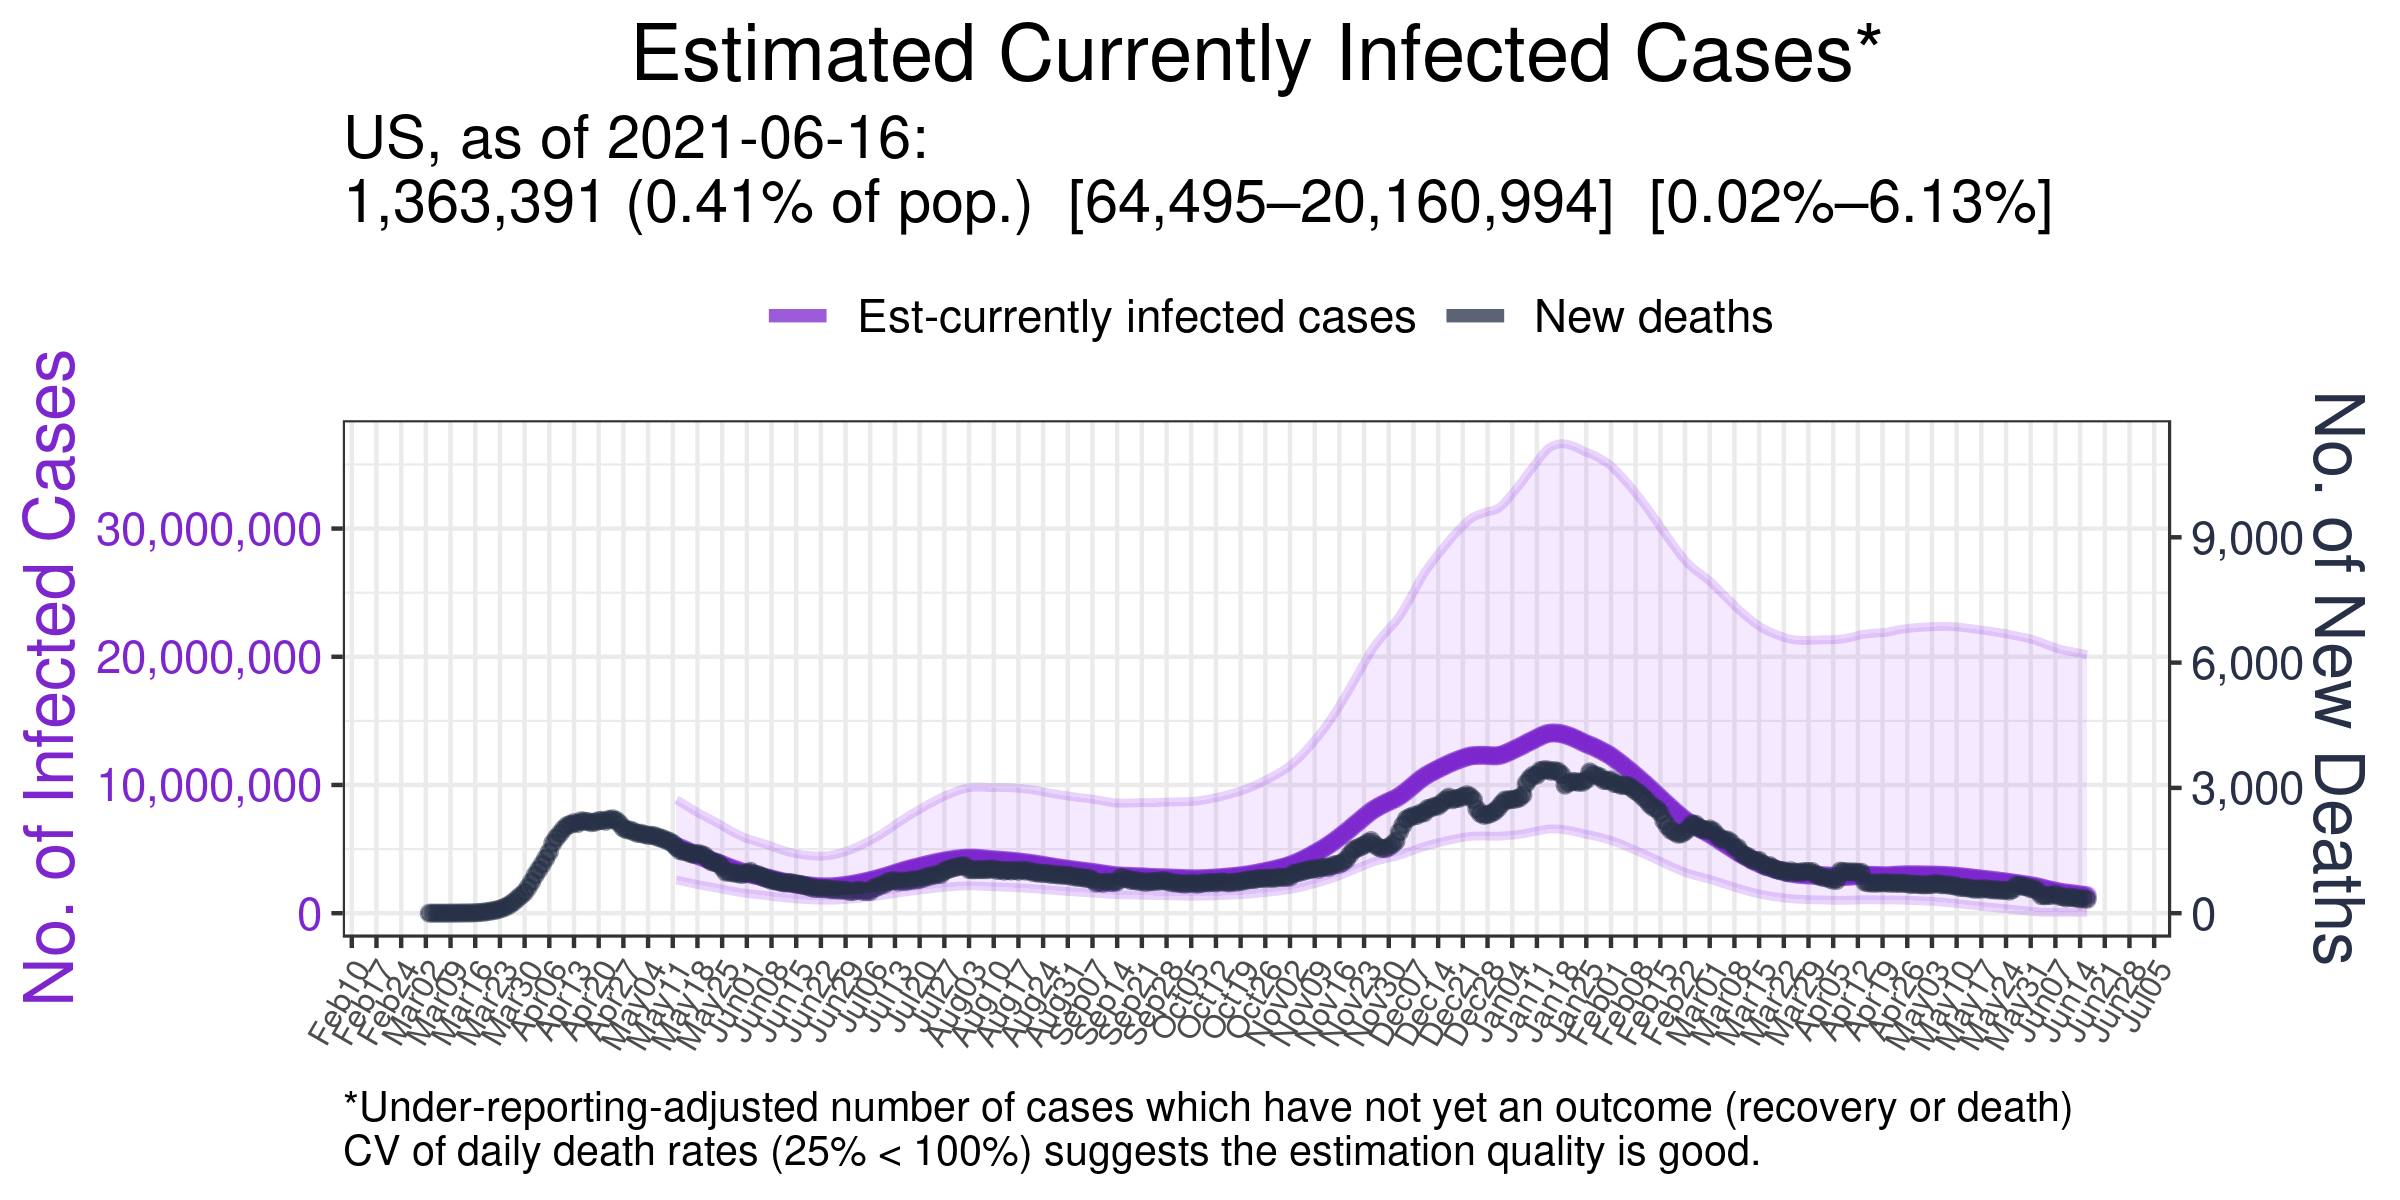 Estimated Currently Infected Cases*
US, as of 2021-06-16:
1,363,391 (0.41% of pop.) [64,495–20,160,994] [0.02%–6.13%]
Est-currently infected cases New deaths
No. of Infected Cases
30,000,000
20,000,000
10,000,000
0
No. of New Deaths
9,000
6,000
3,000
0
Feb10
Feb17
Feb24
Mar02
Mar09
Mar16
Mar23
Mar30
Apr06
Apr13
Apr20
Apr27
May04
May11
May18
May25
Jun01
Jun08
Jun15
Jun22
Jun29
Jul06
Jul13
Jul20
Jul27
Aug03
Aug10
Aug17
Aug24
Aug31
Sep07
Sep14
Sep21
Sep28
Oct05
Oct12
Oct19
Oct26
Nov02
Nov09
Nov16
Nov23
Nov30
Dec07
Dec14
Dec21
Dec28
Jan04
Jan11
Jan18
Jan25
Feb01
Feb08
Feb15
Feb22
Mar01
Mar08
Mar15
Mar22
Mar29
Apr05
Apr12
Apr19
Apr26
May03
May10
May17
May24
May31
Jun07
Jun14
Jun21
Jun28
Jul05
*Under-reporting-adjusted number of cases which have not yet an outcome (recovery or death)
CV of daily death rates (25% < 100%) suggests the estimation quality is good.